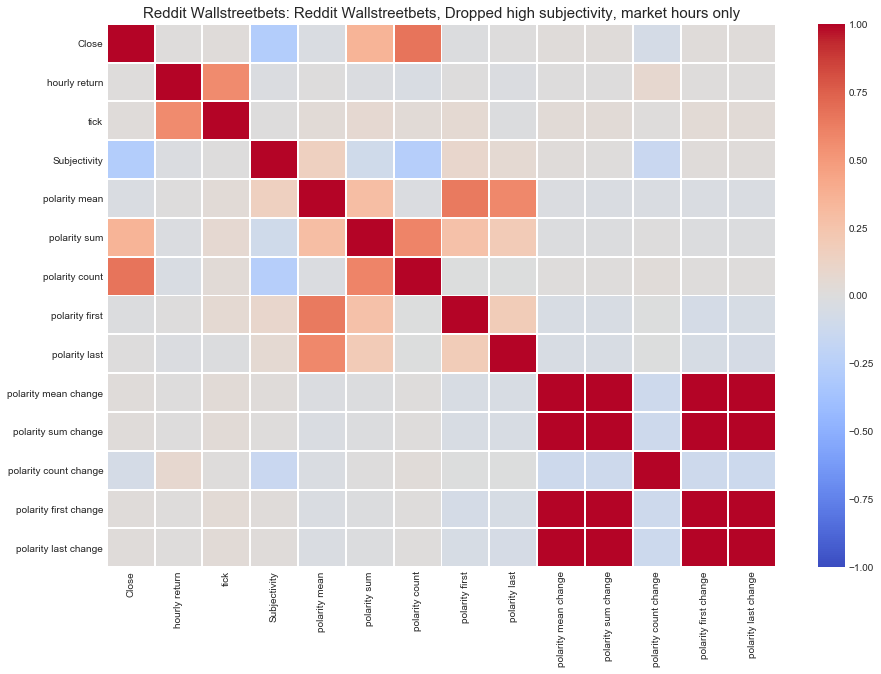 Reddit Wallstreetbets: Reddit Wallstreetbets, Dropped high subjectivity, market hours only
Close
hourly return
tick
Subjectivity
polarity mean
polarity sum
polarity count
polarity first
polarity last
polarity mean change
polarity sum change
polarity count change
polarity first change
polarity last change
Close
hourly return
tick
Subjectivity
polarity mean
polarity sum
polarity count
polarity first
polarity last
polarity mean change
polarity sum change
polarity count change
polarity first change
polarity last change
1.00
0.75
0.50
0.25
0.00
−0.25
−0.50
−0.75
−1.00